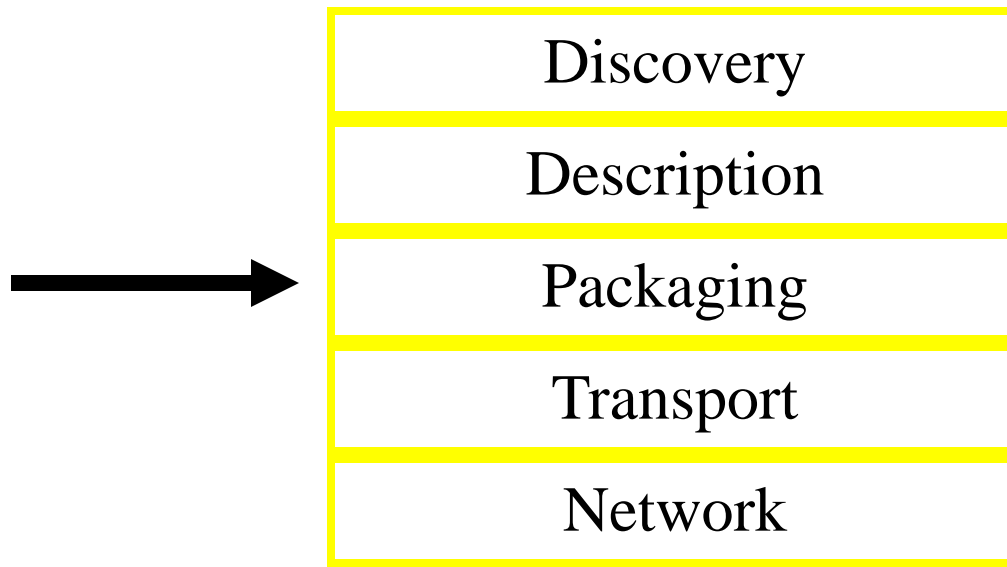 Discovery
Description
Packaging
Transport
Network